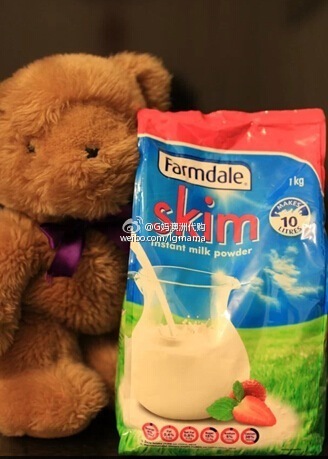 Farmdale
1kg
skim
instant milk powder
MAKES
10
LITRES
@G妈澳洲代购
weibo.com/lgmama